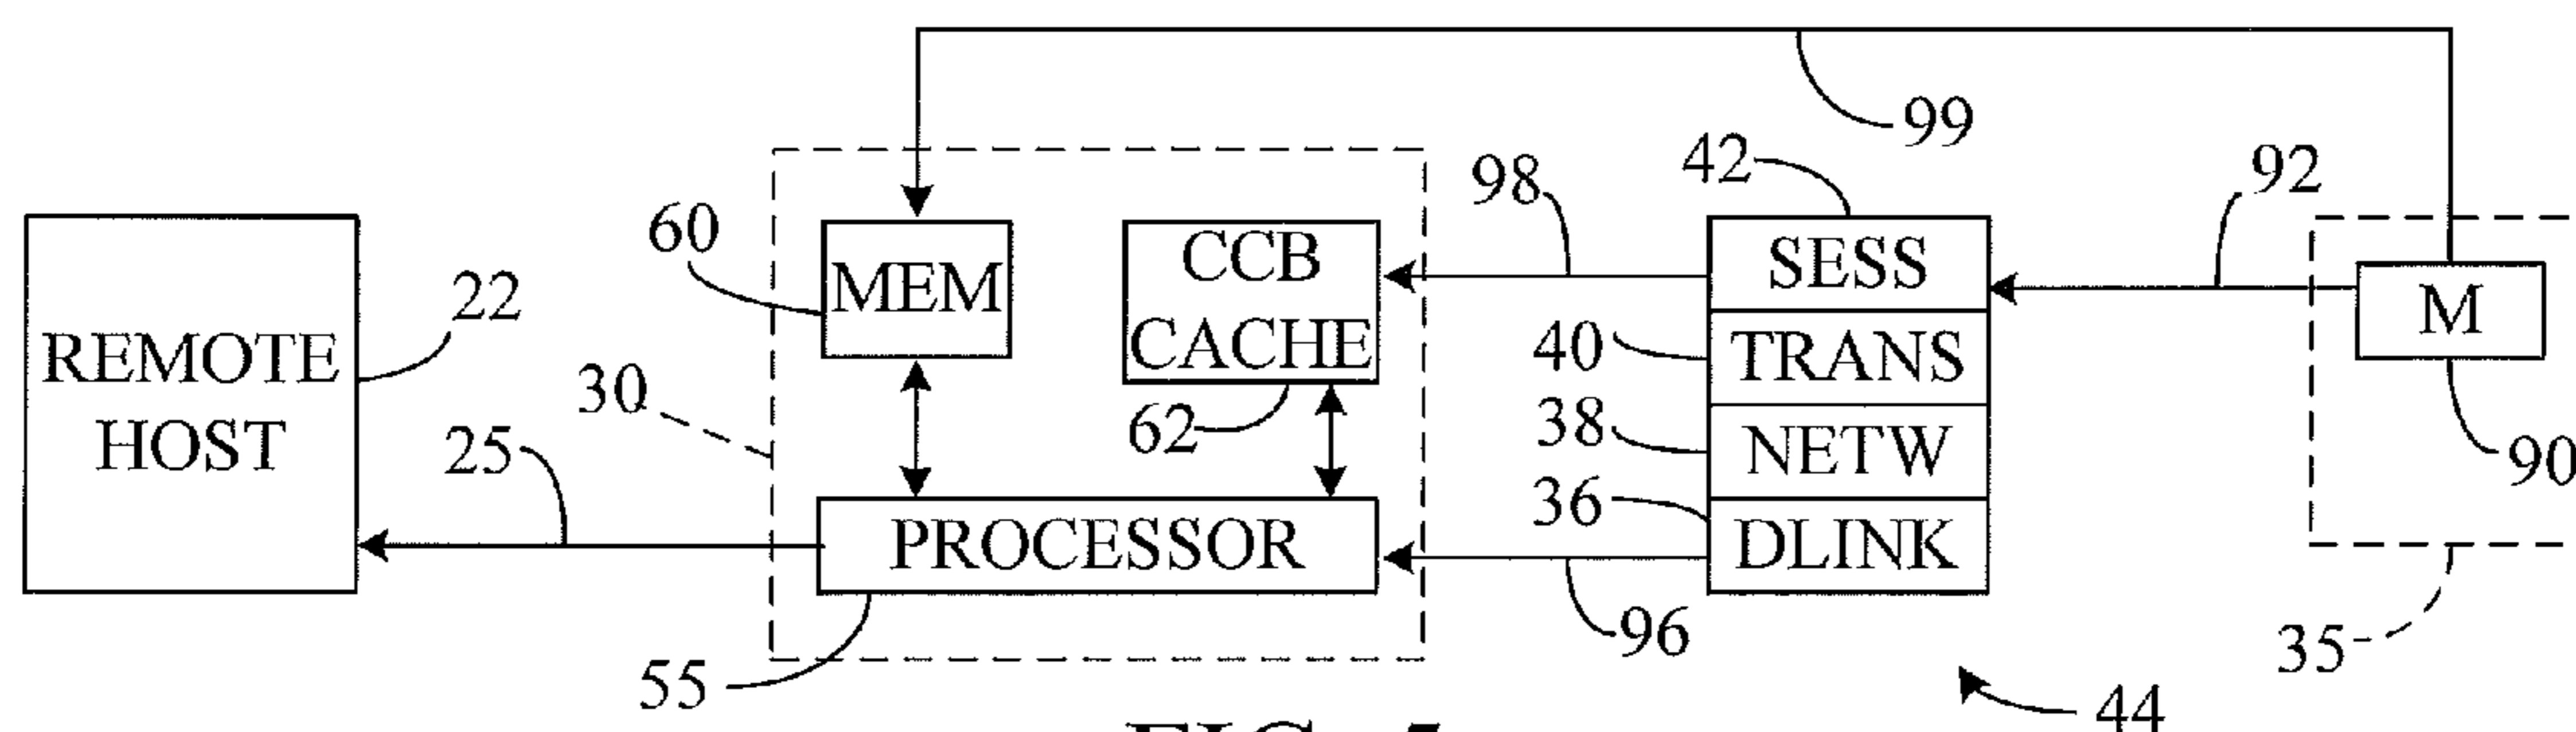 99
42
98
92
60
22
REMOTE
HOST
MEM
CCB
CACHE
SESS
TRANS
NETW
DLINK
M
30
40
38
36
62
25
90
PROCESSOR
55
96
35
44